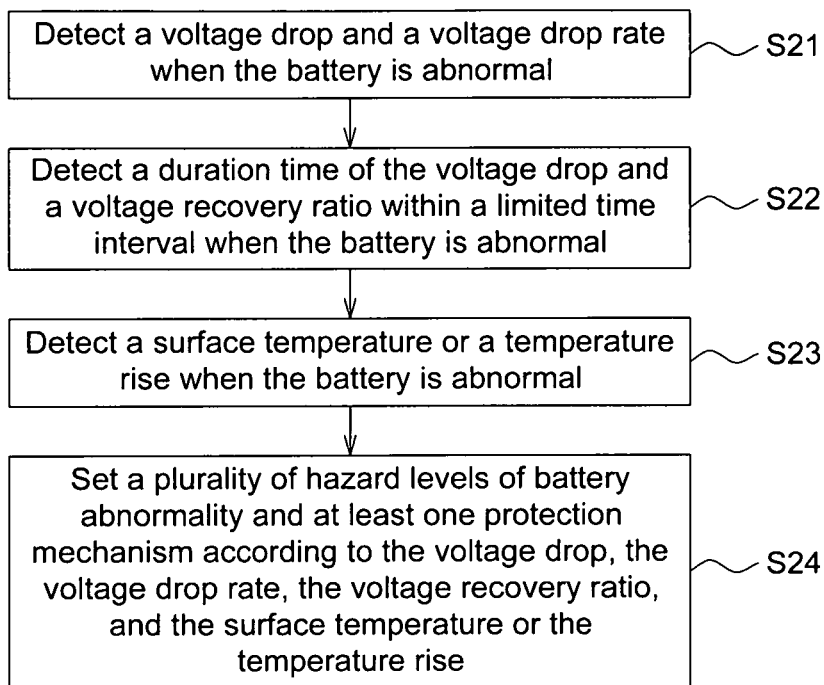 Detect a voltage drop and a voltage drop rate
when the battery is abnormal
S21
Detect a duration time of the voltage drop and
a voltage recovery ratio within a limited time
interval when the battery is abnormal
S22
Detect a surface temperature or a temperature
rise when the battery is abnormal
S23
Set a plurality of hazard levels of battery
abnormality and at least one protection
mechanism according to the voltage drop, the
voltage drop rate, the voltage recovery ratio,
and the surface temperature or the
temperature rise
S24